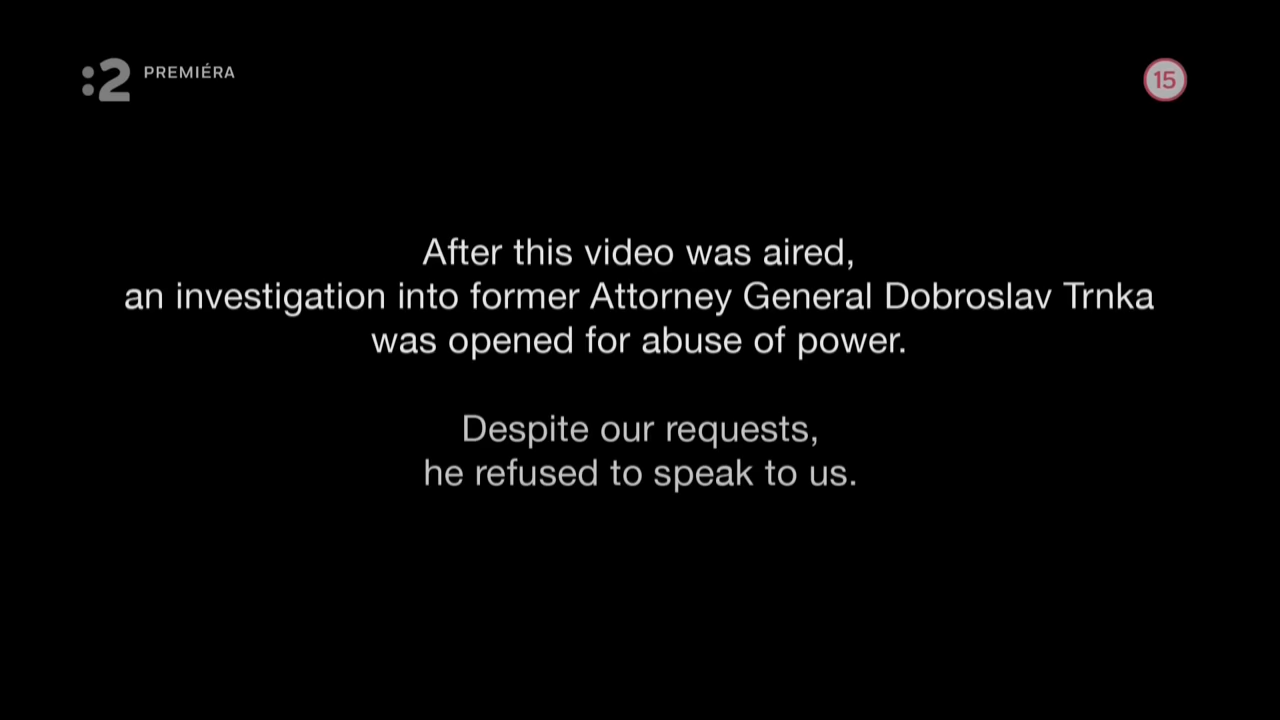 :2 PREMIÉRA
15
After this video was aired,
an investigation into former Attorney General Dobroslav Trnka
was opened for abuse of power.
Despite our requests,
he refused to speak to us.